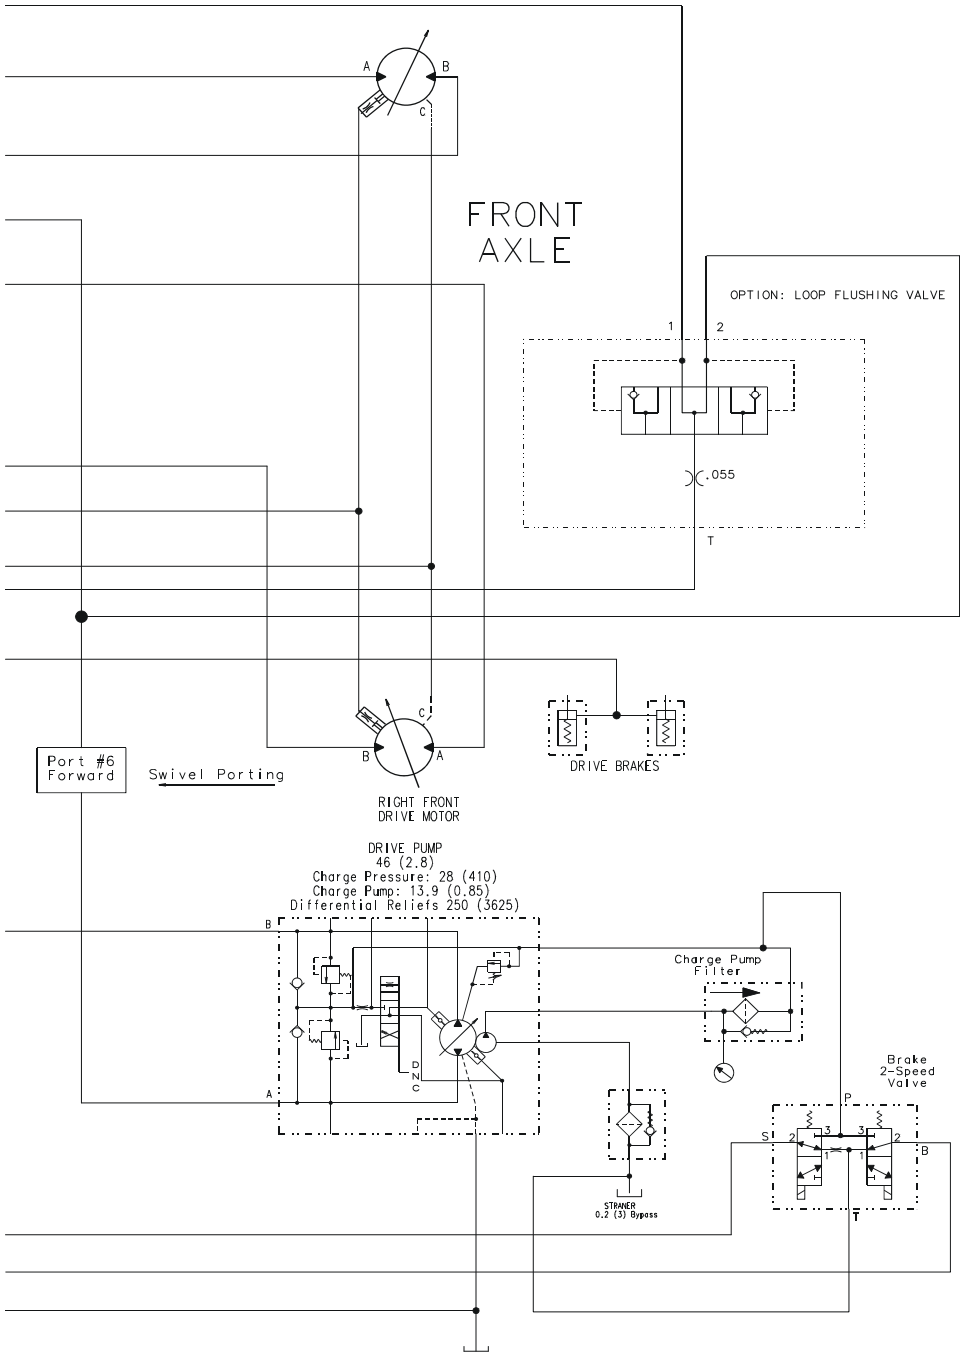 A
B
C
FRONT
AXLE
OPTION: LOOP FLUSHING VALVE
1
2
.055
T
C
B
A
Port #6
Forward
Swivel Porting
DRIVE BRAKES
RIGHT FRONT
DRIVE MOTOR
DRIVE PUMP
46 (2.8)
Charge Pressure: 28 (410)
Charge Pump: 13.9 (0.85)
Differential Reliefs 250 (3625)
B
Charge Pump
Filter
D
N
C
A
Brake
2-Speed
Valve
P
S
2
3
3
2
1
1
B
T
STRANER
0.2 (3) Bypass